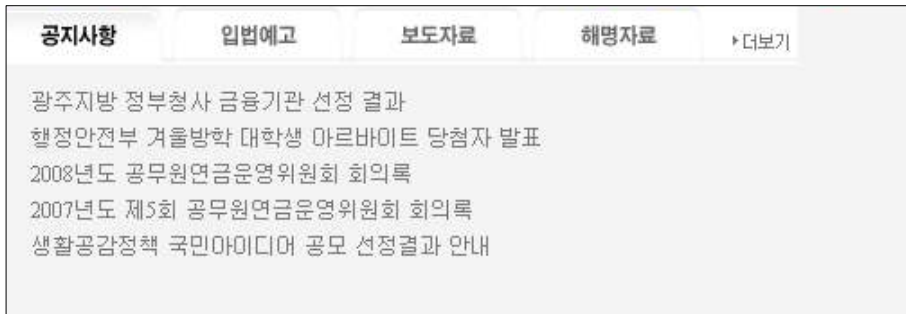 공지사항 입법예고 보도자료 해명자료 ▸더보기
광주지방 정부청사 금융기관 선정 결과
행정안전부 겨울방학 대학생 아르바이트 당첨자 발표
2008년도 공무원연금운영위원회 회의록
2007년도 제5회 공무원연금운영위원회 회의록
생활공감정책 국민아이디어 공모 선정결과 안내